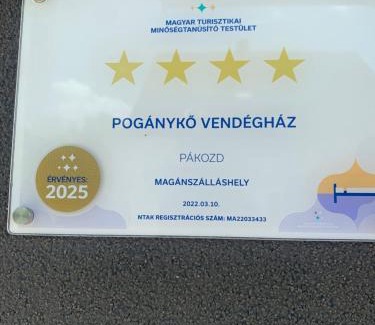 MAGYAR TURISZTIKAI
MINŐSÉGTANÚSÍTÓ TESTÜLET
POGÁNYKŐ VENDÉGHÁZ
PÁKOZD
MAGÁNSZÁLLÁSHELY
2022.03.10.
NTAK REGISZTRÁCIÓS SZÁM: MA22033433
ÉRVÉNYES:
2025